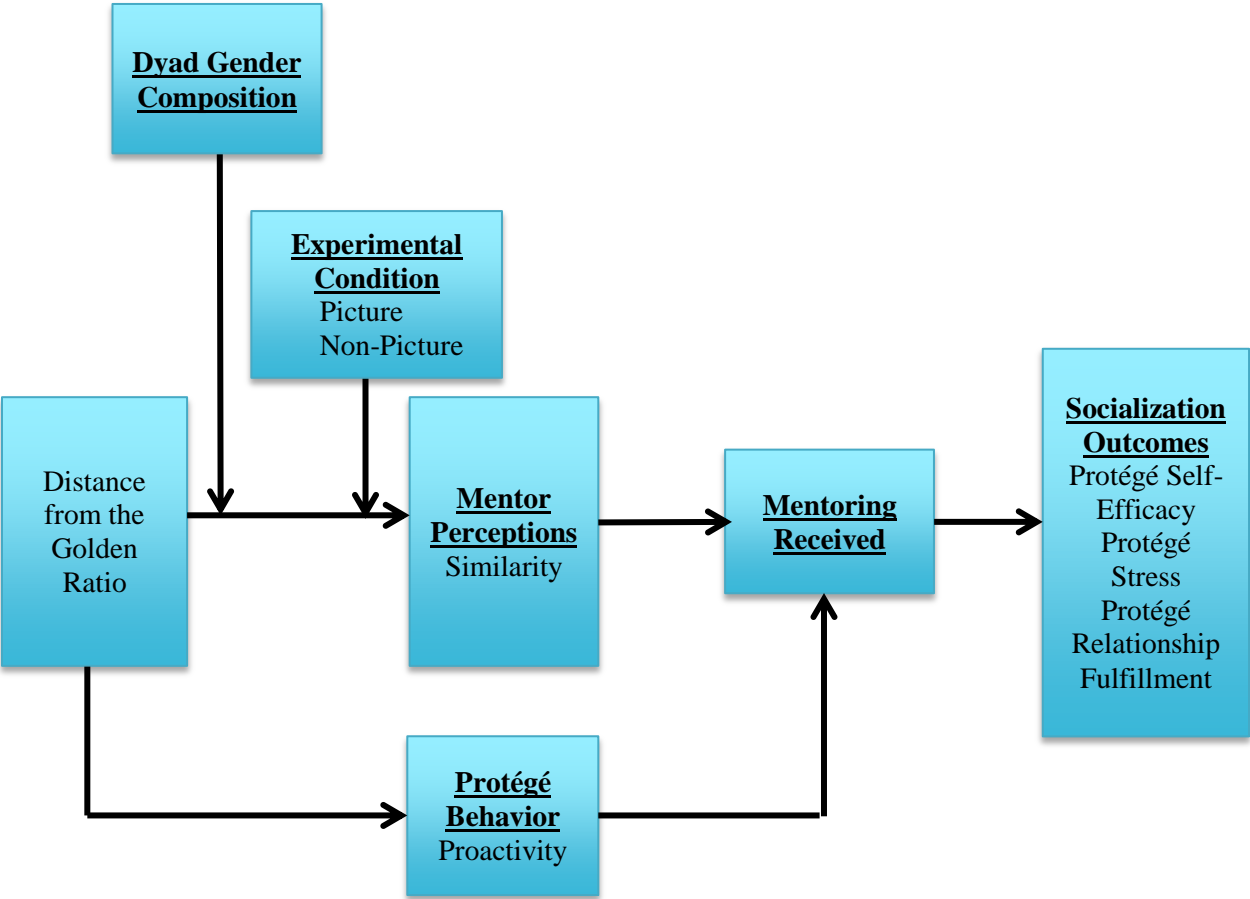 Dyad Gender
Composition
Experimental
Condition
Picture
Non-Picture
Distance
from the
Golden
Ratio
Mentor
Perceptions
Similarity
Mentoring
Received
Socialization
Outcomes
Protégé Self-
Efficacy
Protégé
Stress
Protégé
Relationship
Fulfillment
Protégé
Behavior
Proactivity